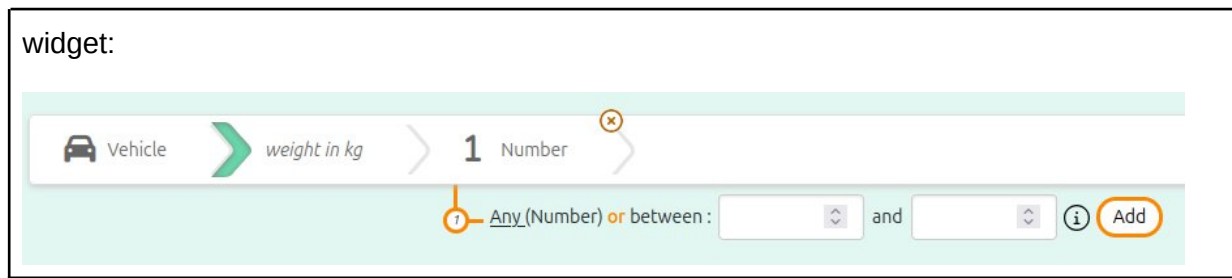 widget:
Vehicle weight in kg 1 Number
1 Any (Number) or between : and i Add